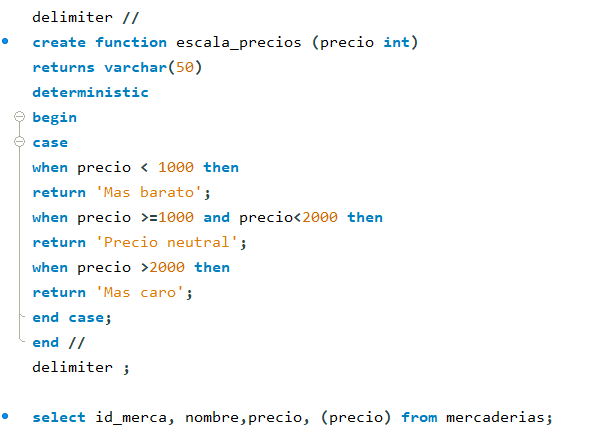 delimiter //
create function escala_precios (precio int)
returns varchar(50)
deterministic
begin
case
when precio < 1000 then
return 'Mas barato';
when precio >=1000 and precio<2000 then
return 'Precio neutral';
when precio >2000 then
return 'Mas caro';
end case;
end //
delimiter ;
select id_merca, nombre,precio, (precio) from mercaderias;